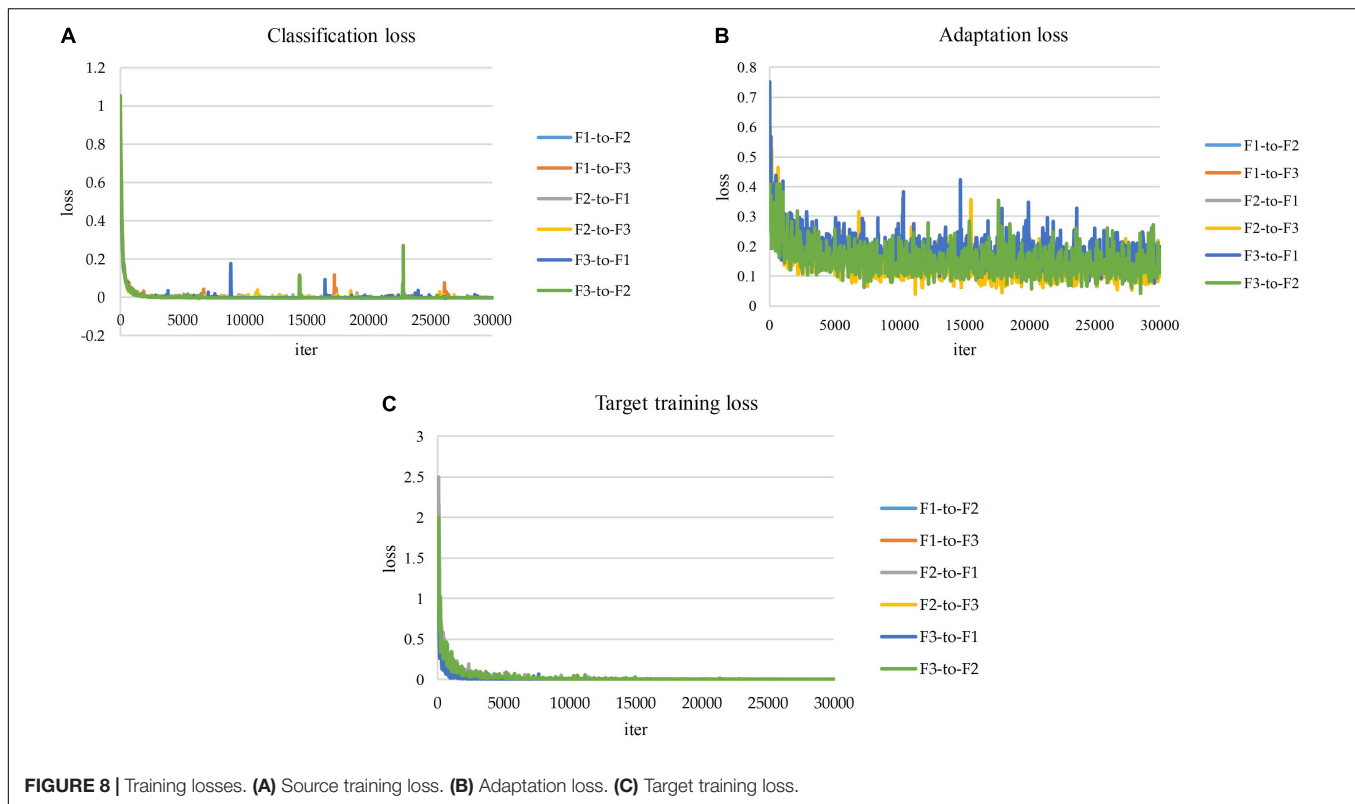 A
Classification loss
1.2
1
0.8
0.6
0.4
0.2
0
-0.2
loss
0 5000 10000 15000 20000 25000 30000
iter
F1-to-F2
F1-to-F3
F2-to-F1
F2-to-F3
F3-to-F1
F3-to-F2
B
Adaptation loss
0.8
0.7
0.6
0.5
0.4
0.3
0.2
0.1
0
loss
0 5000 10000 15000 20000 25000 30000
iter
F1-to-F2
F1-to-F3
F2-to-F1
F2-to-F3
F3-to-F1
F3-to-F2
C
Target training loss
3
2.5
2
1.5
1
0.5
0
loss
0 5000 10000 15000 20000 25000 30000
iter
F1-to-F2
F1-to-F3
F2-to-F1
F2-to-F3
F3-to-F1
F3-to-F2
FIGURE 8 | Training losses. (A) Source training loss. (B) Adaptation loss. (C) Target training loss.